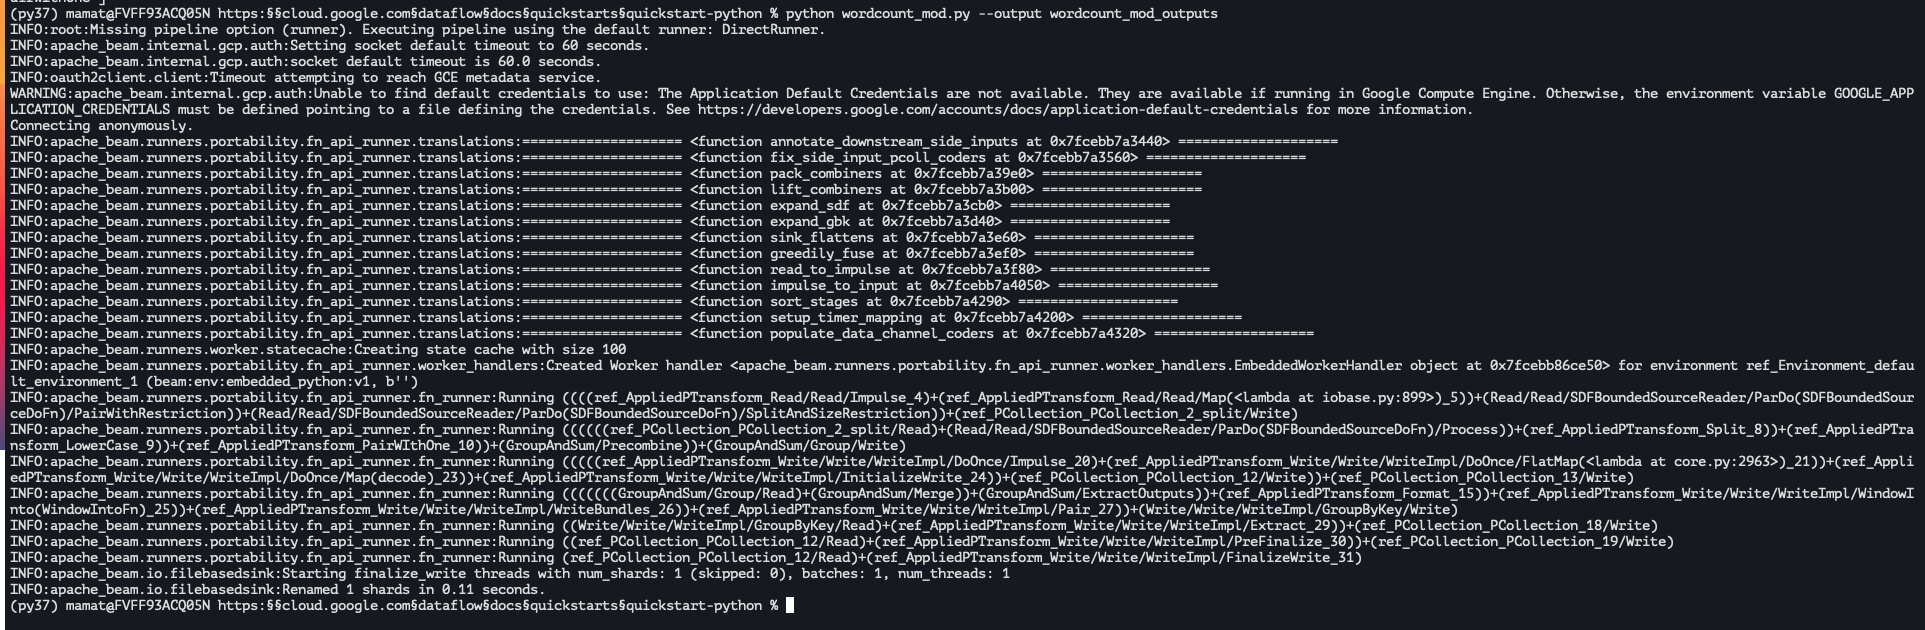 (py37) mamat@FVFF93ACQ05N https:§§cloud.google.com§dataflow§docs§quickstarts§quickstart-python % python wordcount_mod.py --output wordcount_mod_outputs
INFO:root:Missing pipeline option (runner). Executing pipeline using the default runner: DirectRunner.
INFO:apache_beam.internal.gcp.auth:Setting socket default timeout to 60 seconds.
INFO:apache_beam.internal.gcp.auth:socket default timeout is 60.0 seconds.
INFO:oauth2client.client:Timeout attempting to reach GCE metadata service.
WARNING:apache_beam.internal.gcp.auth:Unable to find default credentials to use: The Application Default Credentials are not available. They are available if running in Google Compute Engine. Otherwise, the environment variable GOOGLE_APP
LICATION_CREDENTIALS must be defined pointing to a file defining the credentials. See https://developers.google.com/accounts/docs/application-default-credentials for more information.
Connecting anonymously.
INFO:apache_beam.runners.portability.fn_api_runner.translations:==================== <function annotate_downstream_side_inputs at 0x7fcebb7a3440> ====================
INFO:apache_beam.runners.portability.fn_api_runner.translations:==================== <function fix_side_input_pcoll_coders at 0x7fcebb7a3560> ====================
INFO:apache_beam.runners.portability.fn_api_runner.translations:==================== <function pack_combiners at 0x7fcebb7a39e0> ====================
INFO:apache_beam.runners.portability.fn_api_runner.translations:==================== <function lift_combiners at 0x7fcebb7a3b00> ====================
INFO:apache_beam.runners.portability.fn_api_runner.translations:==================== <function expand_sdf at 0x7fcebb7a3cb0> ====================
INFO:apache_beam.runners.portability.fn_api_runner.translations:==================== <function expand_gbk at 0x7fcebb7a3d40> ====================
INFO:apache_beam.runners.portability.fn_api_runner.translations:==================== <function sink_flattens at 0x7fcebb7a3e60> ====================
INFO:apache_beam.runners.portability.fn_api_runner.translations:==================== <function greedily_fuse at 0x7fcebb7a3ef0> ====================
INFO:apache_beam.runners.portability.fn_api_runner.translations:==================== <function read_to_impulse at 0x7fcebb7a3f80> ====================
INFO:apache_beam.runners.portability.fn_api_runner.translations:==================== <function impulse_to_input at 0x7fcebb7a4050> ====================
INFO:apache_beam.runners.portability.fn_api_runner.translations:==================== <function sort_stages at 0x7fcebb7a4290> ====================
INFO:apache_beam.runners.portability.fn_api_runner.translations:==================== <function setup_timer_mapping at 0x7fcebb7a4200> ====================
INFO:apache_beam.runners.portability.fn_api_runner.translations:==================== <function populate_data_channel_coders at 0x7fcebb7a4320> ====================
INFO:apache_beam.runners.worker.statecache:Creating state cache with size 100
INFO:apache_beam.runners.portability.fn_api_runner.worker_handlers:Created Worker handler <apache_beam.runners.portability.fn_api_runner.worker_handlers.EmbeddedWorkerHandler object at 0x7fcebb86ce50> for environment ref_Environment_defau
lt_environment_1 (beam:env:embedded_python:v1, b'')
INFO:apache_beam.runners.portability.fn_api_runner.fn_runner:Running ((((ref_AppliedPTransform_Read/Read/Impulse_4)+(ref_AppliedPTransform_Read/Read/Map(<lambda at iobase.py:899>)_5))+(Read/Read/SDFBoundedSourceReader/ParDo(SDFBoundedSour
ceDoFn)/PairWithRestriction))+(Read/Read/SDFBoundedSourceReader/ParDo(SDFBoundedSourceDoFn)/SplitAndSizeRestriction))+(ref_PCollection_PCollection_2_split/Write)
INFO:apache_beam.runners.portability.fn_api_runner.fn_runner:Running ((((((ref_PCollection_PCollection_2_split/Read)+(Read/Read/SDFBoundedSourceReader/ParDo(SDFBoundedSourceDoFn)/Process))+(ref_AppliedPTransform_Split_8))+(ref_AppliedPTra
nsform_LowerCase_9))+(ref_AppliedPTransform_PairWIthOne_10))+(GroupAndSum/Precombine))+(GroupAndSum/Group/Write)
INFO:apache_beam.runners.portability.fn_api_runner.fn_runner:Running (((((ref_AppliedPTransform_Write/Write/WriteImpl/DoOnce/Impulse_20)+(ref_AppliedPTransform_Write/Write/WriteImpl/DoOnce/FlatMap(<lambda at core.py:2963>)_21))+(ref_Appli
edPTransform_Write/Write/WriteImpl/DoOnce/Map(decode)_23))+(ref_AppliedPTransform_Write/Write/WriteImpl/InitializeWrite_24))+(ref_PCollection_PCollection_12/Write))+(ref_PCollection_PCollection_13/Write)
INFO:apache_beam.runners.portability.fn_api_runner.fn_runner:Running (((((((GroupAndSum/Group/Read)+(GroupAndSum/Merge))+(GroupAndSum/ExtractOutputs))+(ref_AppliedPTransform_Format_15))+(ref_AppliedPTransform_Write/Write/WriteImpl/WindowI
nto(WindowIntoFn)_25))+(ref_AppliedPTransform_Write/Write/WriteImpl/WriteBundles_26))+(ref_AppliedPTransform_Write/Write/WriteImpl/Pair_27))+(Write/Write/WriteImpl/GroupByKey/Write)
INFO:apache_beam.runners.portability.fn_api_runner.fn_runner:Running ((Write/Write/WriteImpl/GroupByKey/Read)+(ref_AppliedPTransform_Write/Write/WriteImpl/Extract_29))+(ref_PCollection_PCollection_18/Write)
INFO:apache_beam.runners.portability.fn_api_runner.fn_runner:Running ((ref_PCollection_PCollection_12/Read)+(ref_AppliedPTransform_Write/Write/WriteImpl/PreFinalize_30))+(ref_PCollection_PCollection_19/Write)
INFO:apache_beam.runners.portability.fn_api_runner.fn_runner:Running (ref_PCollection_PCollection_12/Read)+(ref_AppliedPTransform_Write/Write/WriteImpl/FinalizeWrite_31)
INFO:apache_beam.io.filebasedsink:Starting finalize_write threads with num_shards: 1 (skipped: 0), batches: 1, num_threads: 1
INFO:apache_beam.io.filebasedsink:Renamed 1 shards in 0.11 seconds.
(py37) mamat@FVFF93ACQ05N https:§§cloud.google.com§dataflow§docs§quickstarts§quickstart-python %